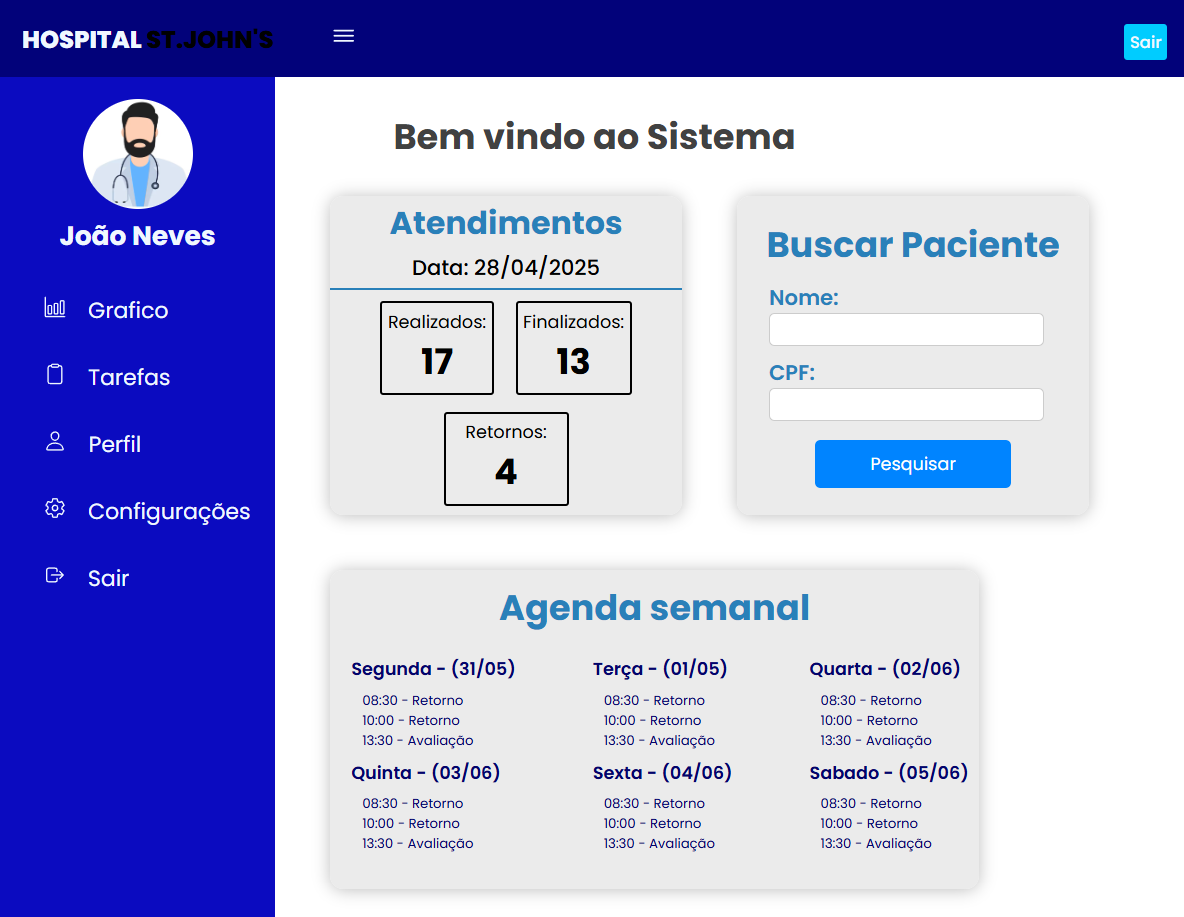 HOSPITAL ST.JOHN'S
Sair
João Neves
Grafico
Tarefas
Perfil
Configurações
Sair
Bem vindo ao Sistema
Atendimentos
Data: 28/04/2025
Realizados:
17
Finalizados:
13
Retornos:
4
Buscar Paciente
Nome:
CPF:
Pesquisar
Agenda semanal
Segunda - (31/05)
08:30 - Retorno
10:00 - Retorno
13:30 - Avaliação
Terça - (01/05)
08:30 - Retorno
10:00 - Retorno
13:30 - Avaliação
Quarta - (02/06)
08:30 - Retorno
10:00 - Retorno
13:30 - Avaliação
Quinta - (03/06)
08:30 - Retorno
10:00 - Retorno
13:30 - Avaliação
Sexta - (04/06)
08:30 - Retorno
10:00 - Retorno
13:30 - Avaliação
Sabado - (05/06)
08:30 - Retorno
10:00 - Retorno
13:30 - Avaliação